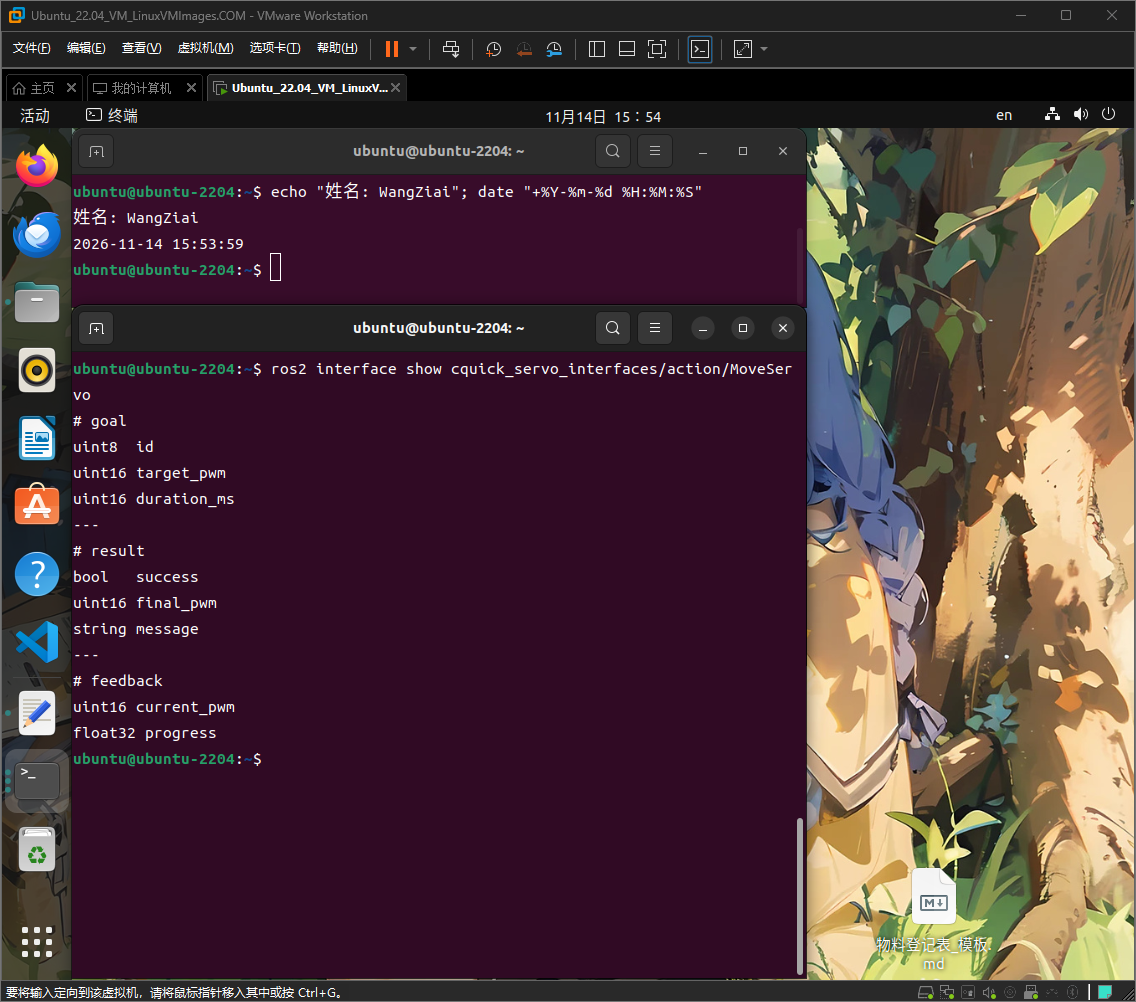 Ubuntu_22.04_VM_LinuxVMImages.COM - VMware Workstation
文件(F) 编辑(E) 查看(V) 虚拟机(M) 选项卡(T) 帮助(H)
主页 我的计算机 Ubuntu_22.04_VM_LinuxV...
活动 终端 11月14日 15：54 en
ubuntu@ubuntu-2204: ~
ubuntu@ubuntu-2204:~$ echo "姓名: WangZiai"; date "+%Y-%m-%d %H:%M:%S"
姓名: WangZiai
2026-11-14 15:53:59
ubuntu@ubuntu-2204:~$
ubuntu@ubuntu-2204: ~
ubuntu@ubuntu-2204:~$ ros2 interface show cquick_servo_interfaces/action/MoveSer
vo
# goal
uint8  id
uint16 target_pwm
uint16 duration_ms
---
# result
bool   success
uint16 final_pwm
string message
---
# feedback
uint16 current_pwm
float32 progress
ubuntu@ubuntu-2204:~$
物料登记表_模板.
md
要将输入定向到该虚拟机，请将鼠标指针移入其中或按 Ctrl+G。